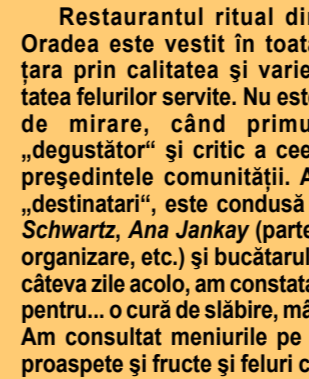 Restaurantul ritual din
Oradea este vestit în toată
ţara prin calitatea şi varie
tatea felurilor servite. Nu este
de mirare, când primu
„degustător“ şi critic a cee
preşedintele comunităţii. A
„destinatari“, este condusă
Schwartz, Ana Jankay (parte
organizare, etc.) şi bucătarul
câteva zile acolo, am constata
pentru... o cură de slăbire, mâ
Am consultat meniurile pe
proaspete şi fructe şi feluri c